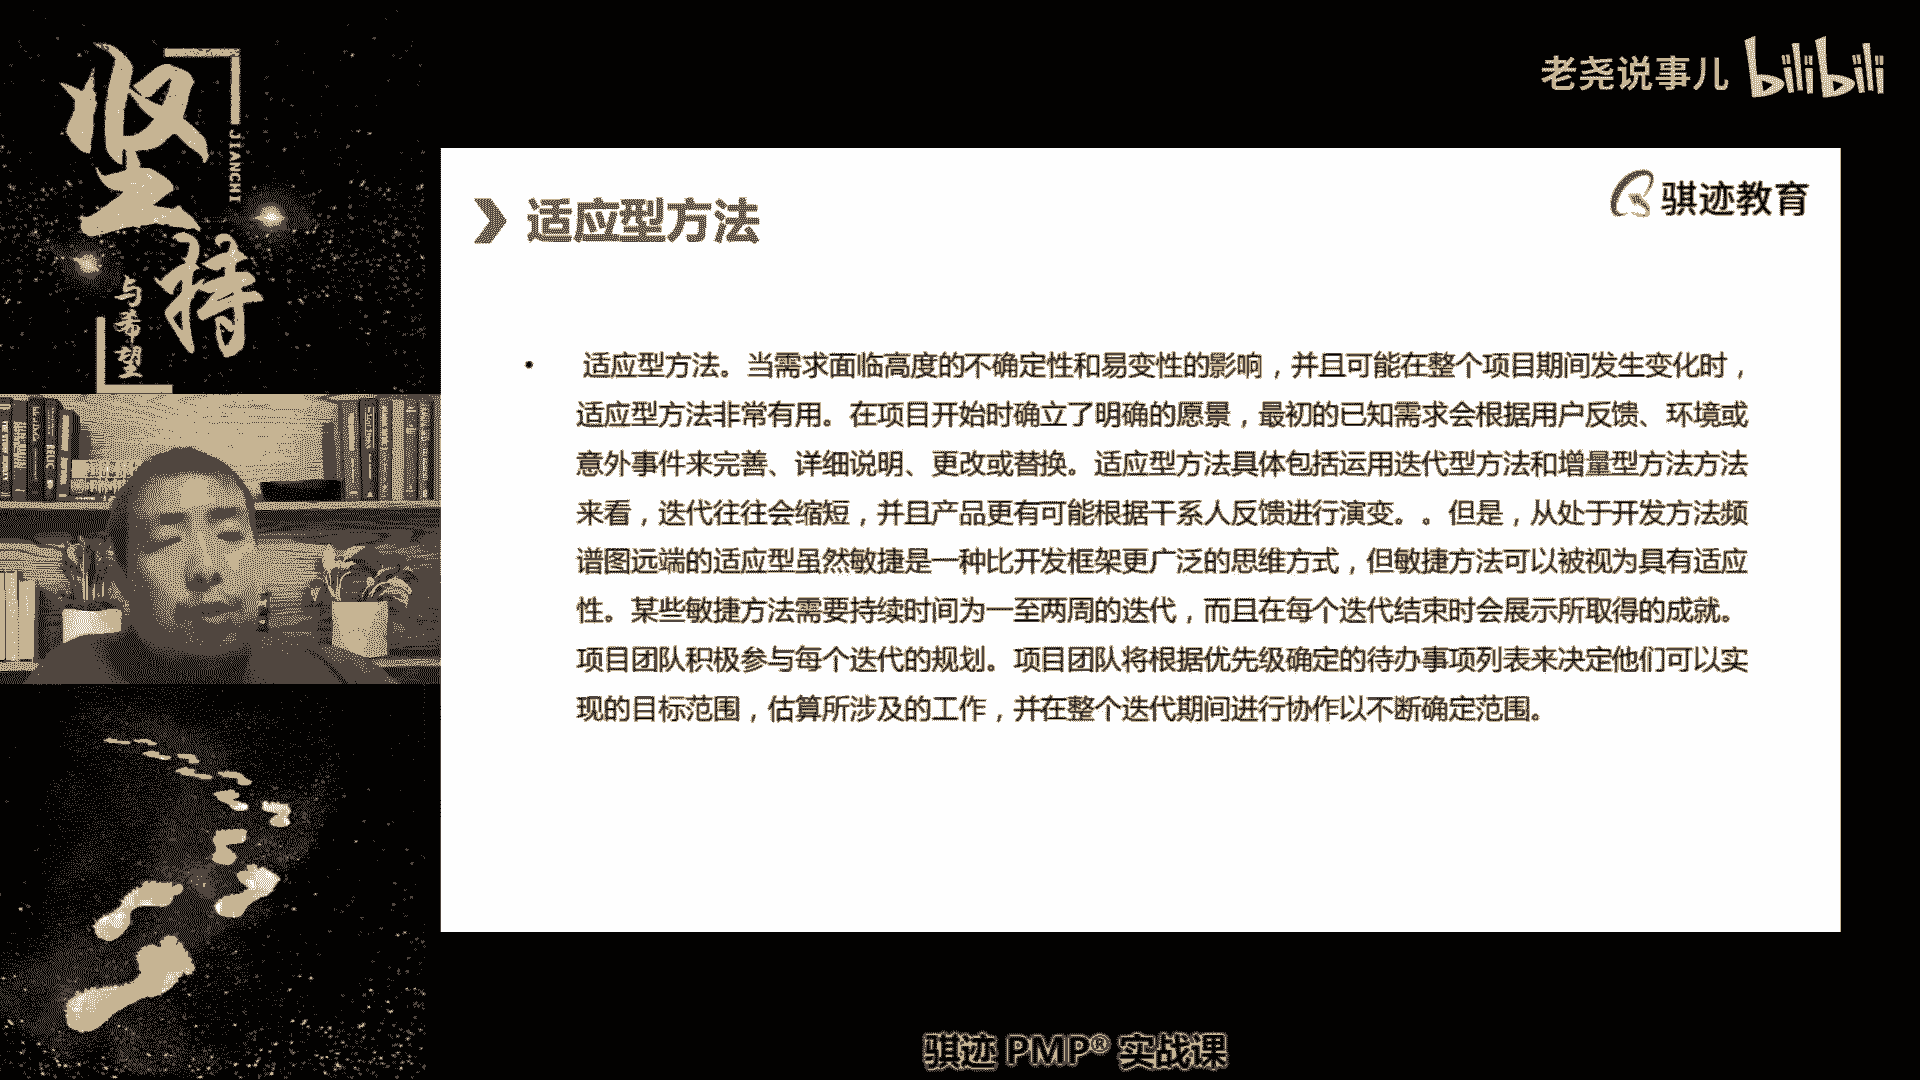 坚持
JIANCHI
与希望
老尧说事儿 bilibili
骐迹教育
适应型方法
• 适应型方法。当需求面临高度的不确定性和易变性的影响，并且可能在整个项目期间发生变化时，
适应型方法非常有用。在项目开始时确立了明确的愿景，最初的已知需求会根据用户反馈、环境或
意外事件来完善、详细说明、更改或替换。适应型方法具体包括运用迭代型方法和增量型方法方法
来看，迭代往往会缩短，并且产品更有可能根据干系人反馈进行演变。。但是，从处于开发方法频
谱图远端的适应型虽然敏捷是一种比开发框架更广泛的思维方式，但敏捷方法可以被视为具有适应
性。某些敏捷方法需要持续时间为一至两周的迭代，而且在每个迭代结束时会展示所取得的成就。
项目团队积极参与每个迭代的规划。项目团队将根据优先级确定的待办事项列表来决定他们可以实
现的目标范围，估算所涉及的工作，并在整个迭代期间进行协作以不断确定范围。
骐迹 PMP® 实战课